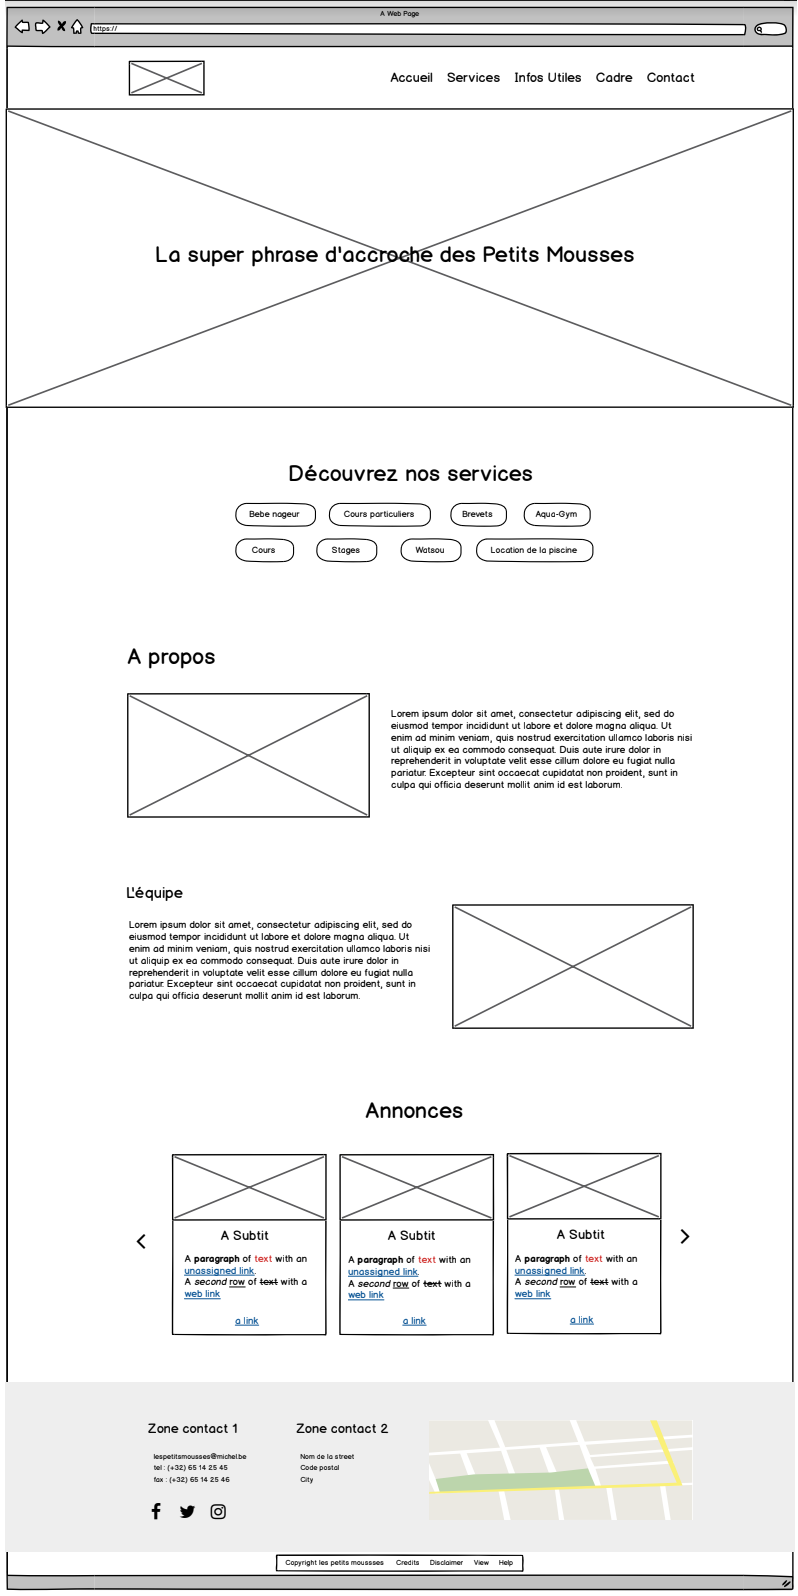 A Web Page
https://
Accueil Services Infos Utiles Cadre Contact
La super phrase d'accroche des Petits Mousses
Découvrez nos services
Bebe nageur Cours particuliers Brevets Aqua-Gym
Cours Stages Watsou Location de la piscine
A propos
Lorem ipsum dolor sit amet, consectetur adipiscing elit, sed do
eiusmod tempor incididunt ut labore et dolore magna aliqua. Ut
enim ad minim veniam, quis nostrud exercitation ullamco laboris nisi
ut aliquip ex ea commodo consequat. Duis aute irure dolor in
reprehenderit in voluptate velit esse cillum dolore eu fugiat nulla
pariatur. Excepteur sint occaecat cupidatat non proident, sunt in
culpa qui officia deserunt mollit anim id est laborum.
L'équipe
Lorem ipsum dolor sit amet, consectetur adipiscing elit, sed do
eiusmod tempor incididunt ut labore et dolore magna aliqua. Ut
enim ad minim veniam, quis nostrud exercitation ullamco laboris nisi
ut aliquip ex ea commodo consequat. Duis aute irure dolor in
reprehenderit in voluptate velit esse cillum dolore eu fugiat nulla
pariatur. Excepteur sint occaecat cupidatat non proident, sunt in
culpa qui officia deserunt mollit anim id est laborum.
Annonces
A Subtit
A paragraph of text with an
unassigned link.
A second row of text with a
web link
a link
A Subtit
A paragraph of text with an
unassigned link.
A second row of text with a
web link
a link
A Subtit
A paragraph of text with an
unassigned link.
A second row of text with a
web link
a link
Zone contact 1
lespetitsmousses@michel.be
tel : (+32) 65 14 25 45
fax : (+32) 65 14 25 46
Zone contact 2
Nom de la street
Code postal
City
Copyright les petits moussses Credits Disclaimer View Help